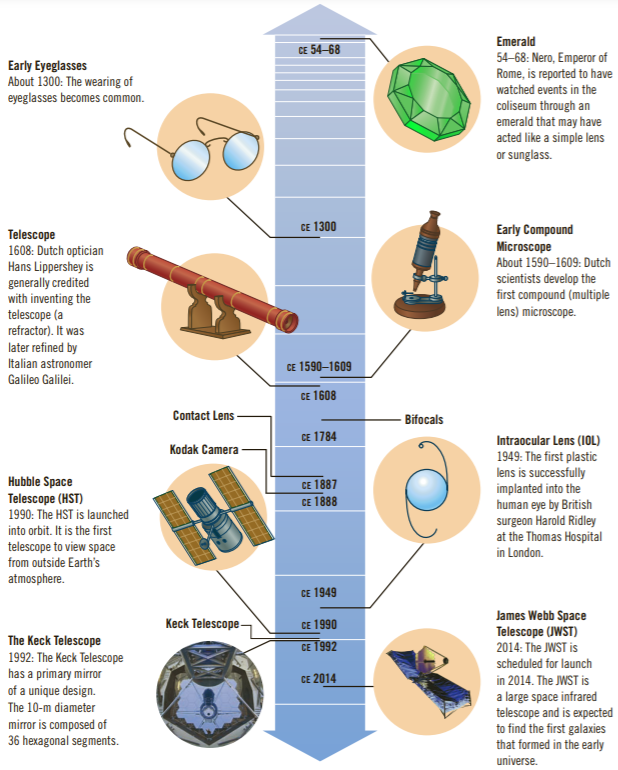 Early Eyeglasses
About 1300: The wearing of
eyeglasses becomes common.
Telescope
1608: Dutch optician
Hans Lippershey is
generally credited
with inventing the
telescope (a
refractor). It was
later refined by
Italian astronomer
Galileo Galilei.
Hubble Space
Telescope (HST)
1990: The HST is launched
into orbit. It is the first
telescope to view space
from outside Earth's
atmosphere.
The Keck Telescope
1992: The Keck Telescope
has a primary mirror
of a unique design.
The 10-m diameter
mirror is composed of
36 hexagonal segments.
CE 54–68
CE 1300
CE 1590–1609
CE 1608
Contact Lens
Bifocals
CE 1784
Kodak Camera
CE 1887
CE 1888
CE 1949
Keck Telescope
CE 1990
CE 1992
CE 2014
Emerald
54–68: Nero, Emperor of
Rome, is reported to have
watched events in the
coliseum through an
emerald that may have
acted like a simple lens
or sunglass.
Early Compound
Microscope
About 1590–1609: Dutch
scientists develop the
first compound (multiple
lens) microscope.
Intraocular Lens (IOL)
1949: The first plastic
lens is successfully
implanted into the
human eye by British
surgeon Harold Ridley
at the Thomas Hospital
in London.
James Webb Space
Telescope (JWST)
2014: The JWST is
scheduled for launch
in 2014. The JWST is
a large space infrared
telescope and is expected
to find the first galaxies
that formed in the early
universe.